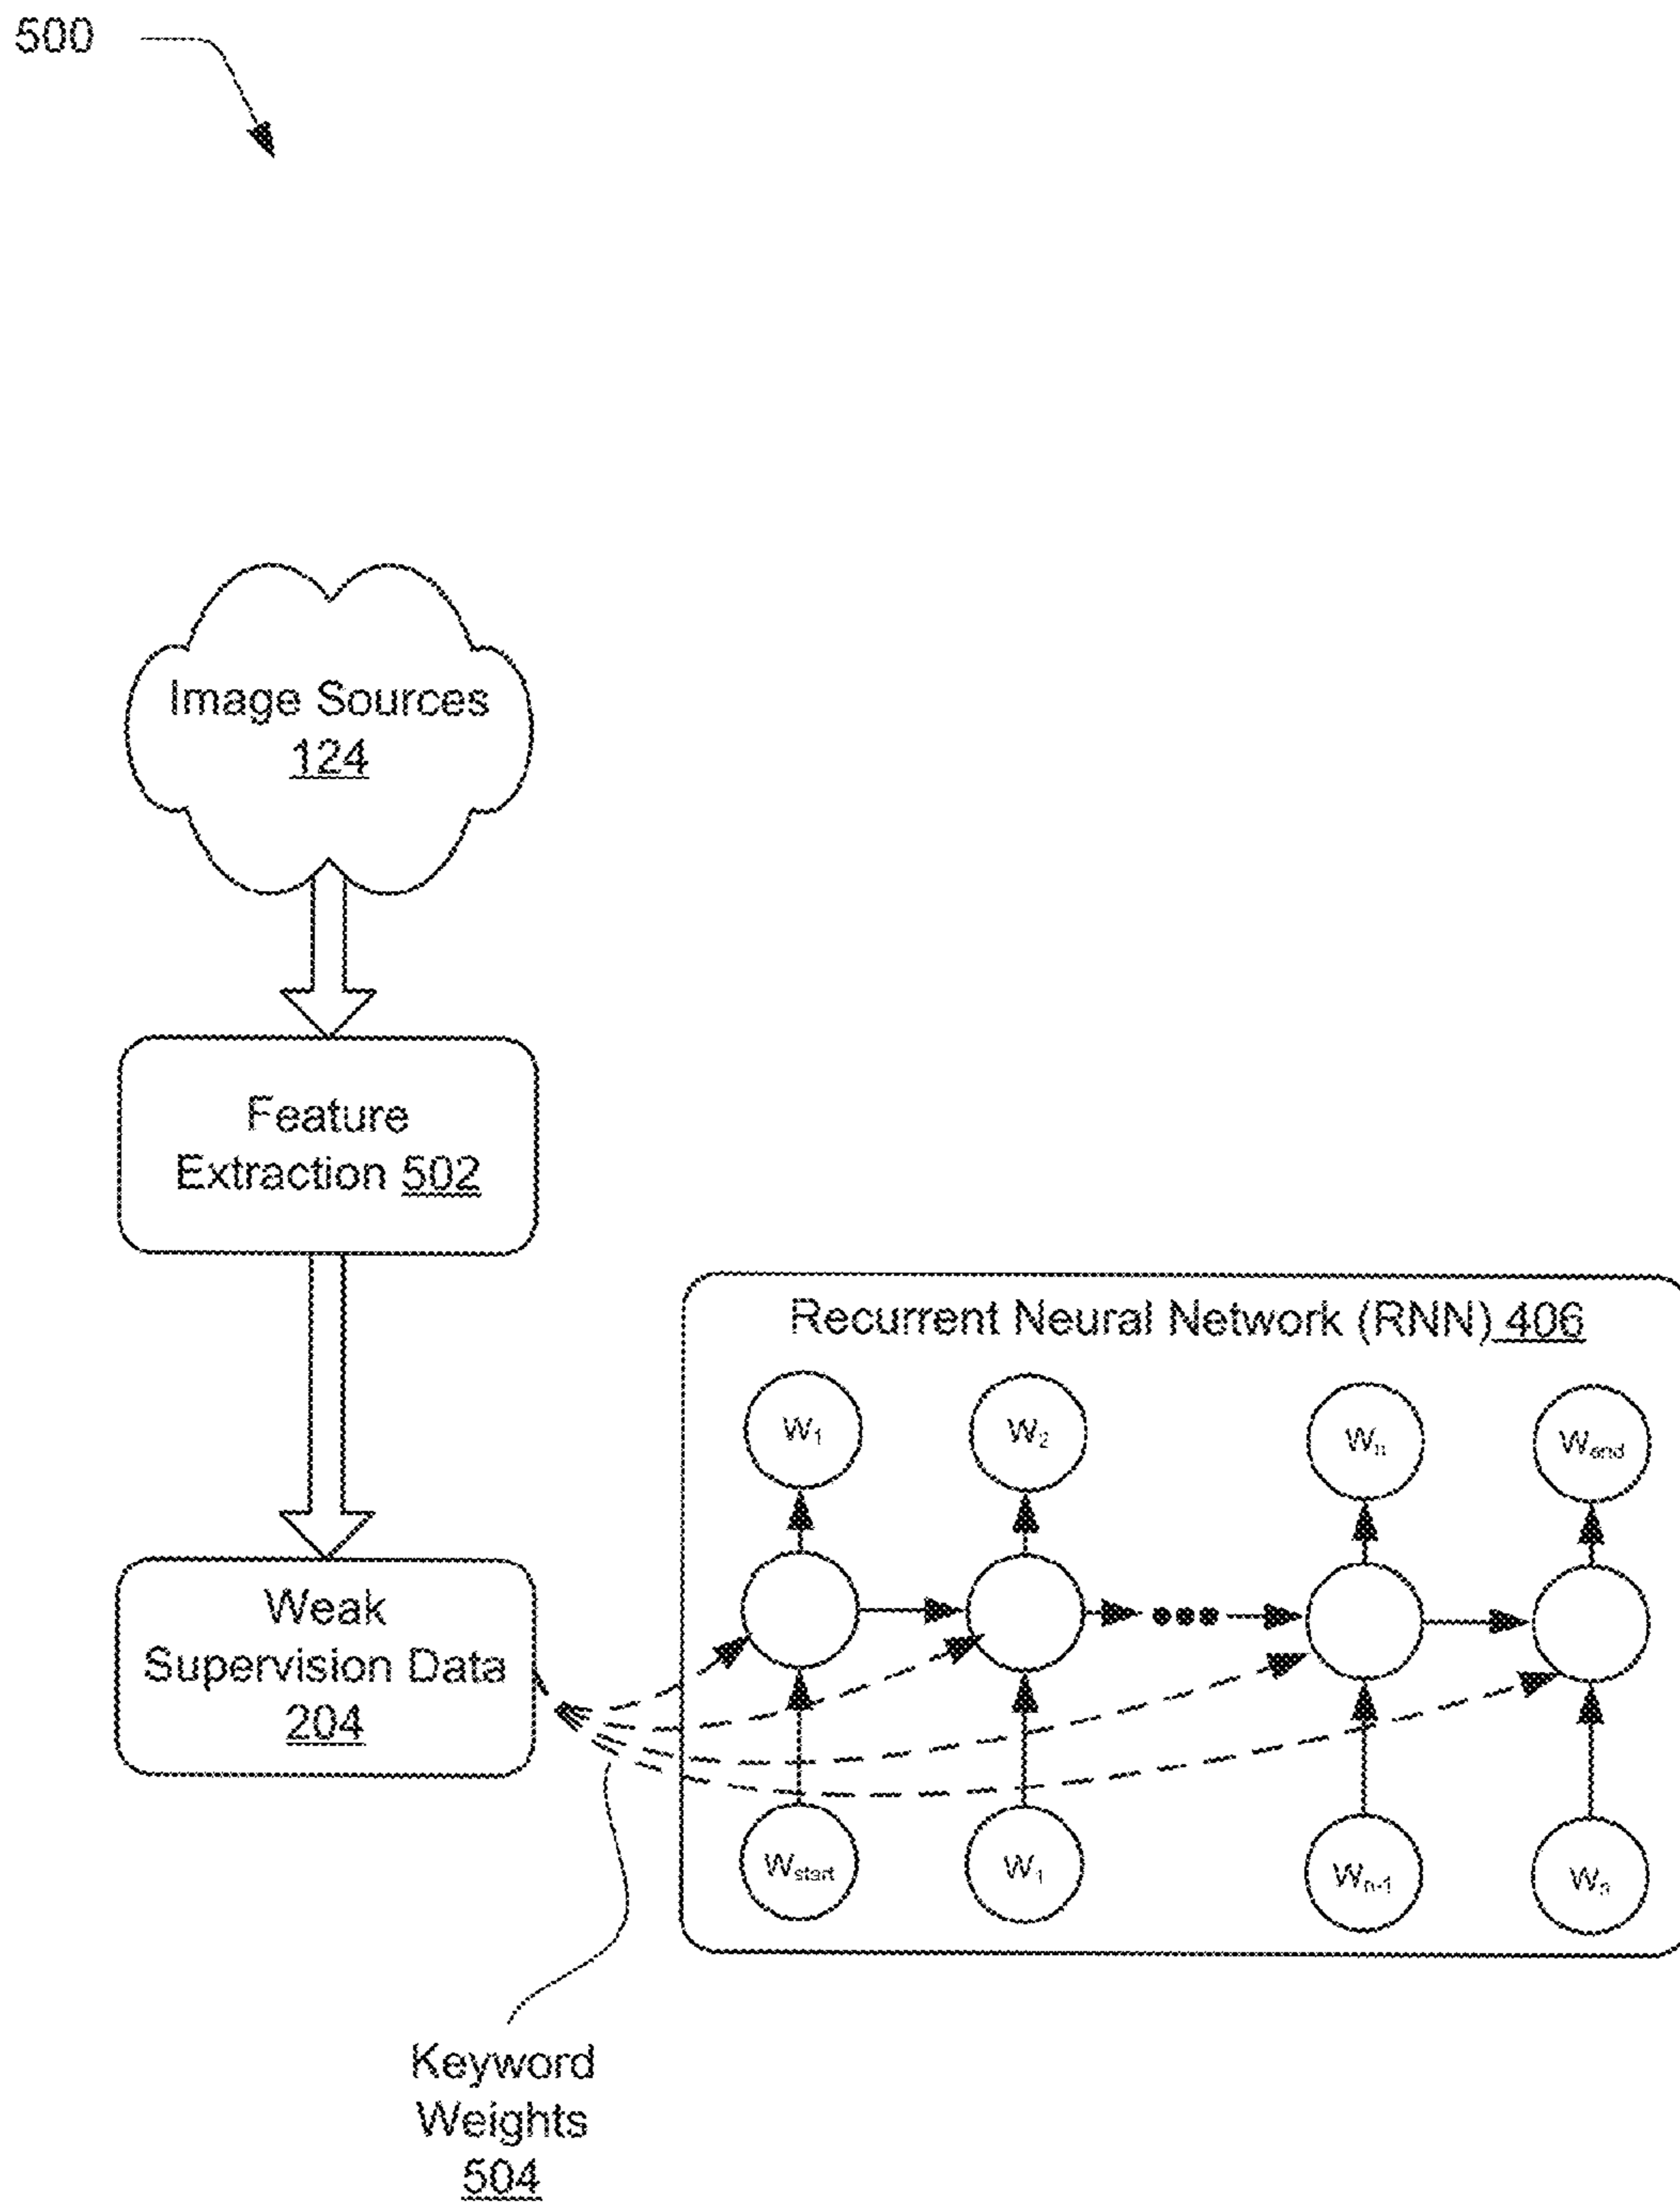 500
Image Sources
124
Feature
Extraction 502
Weak
Supervision Data
204
Recurrent Neural Network (RNN) 406
W1
W2
Wn
Wend
Wstart
W1
Wn-1
Wn
Keyword
Weights
504